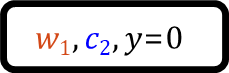 w₁, c₂, y=0